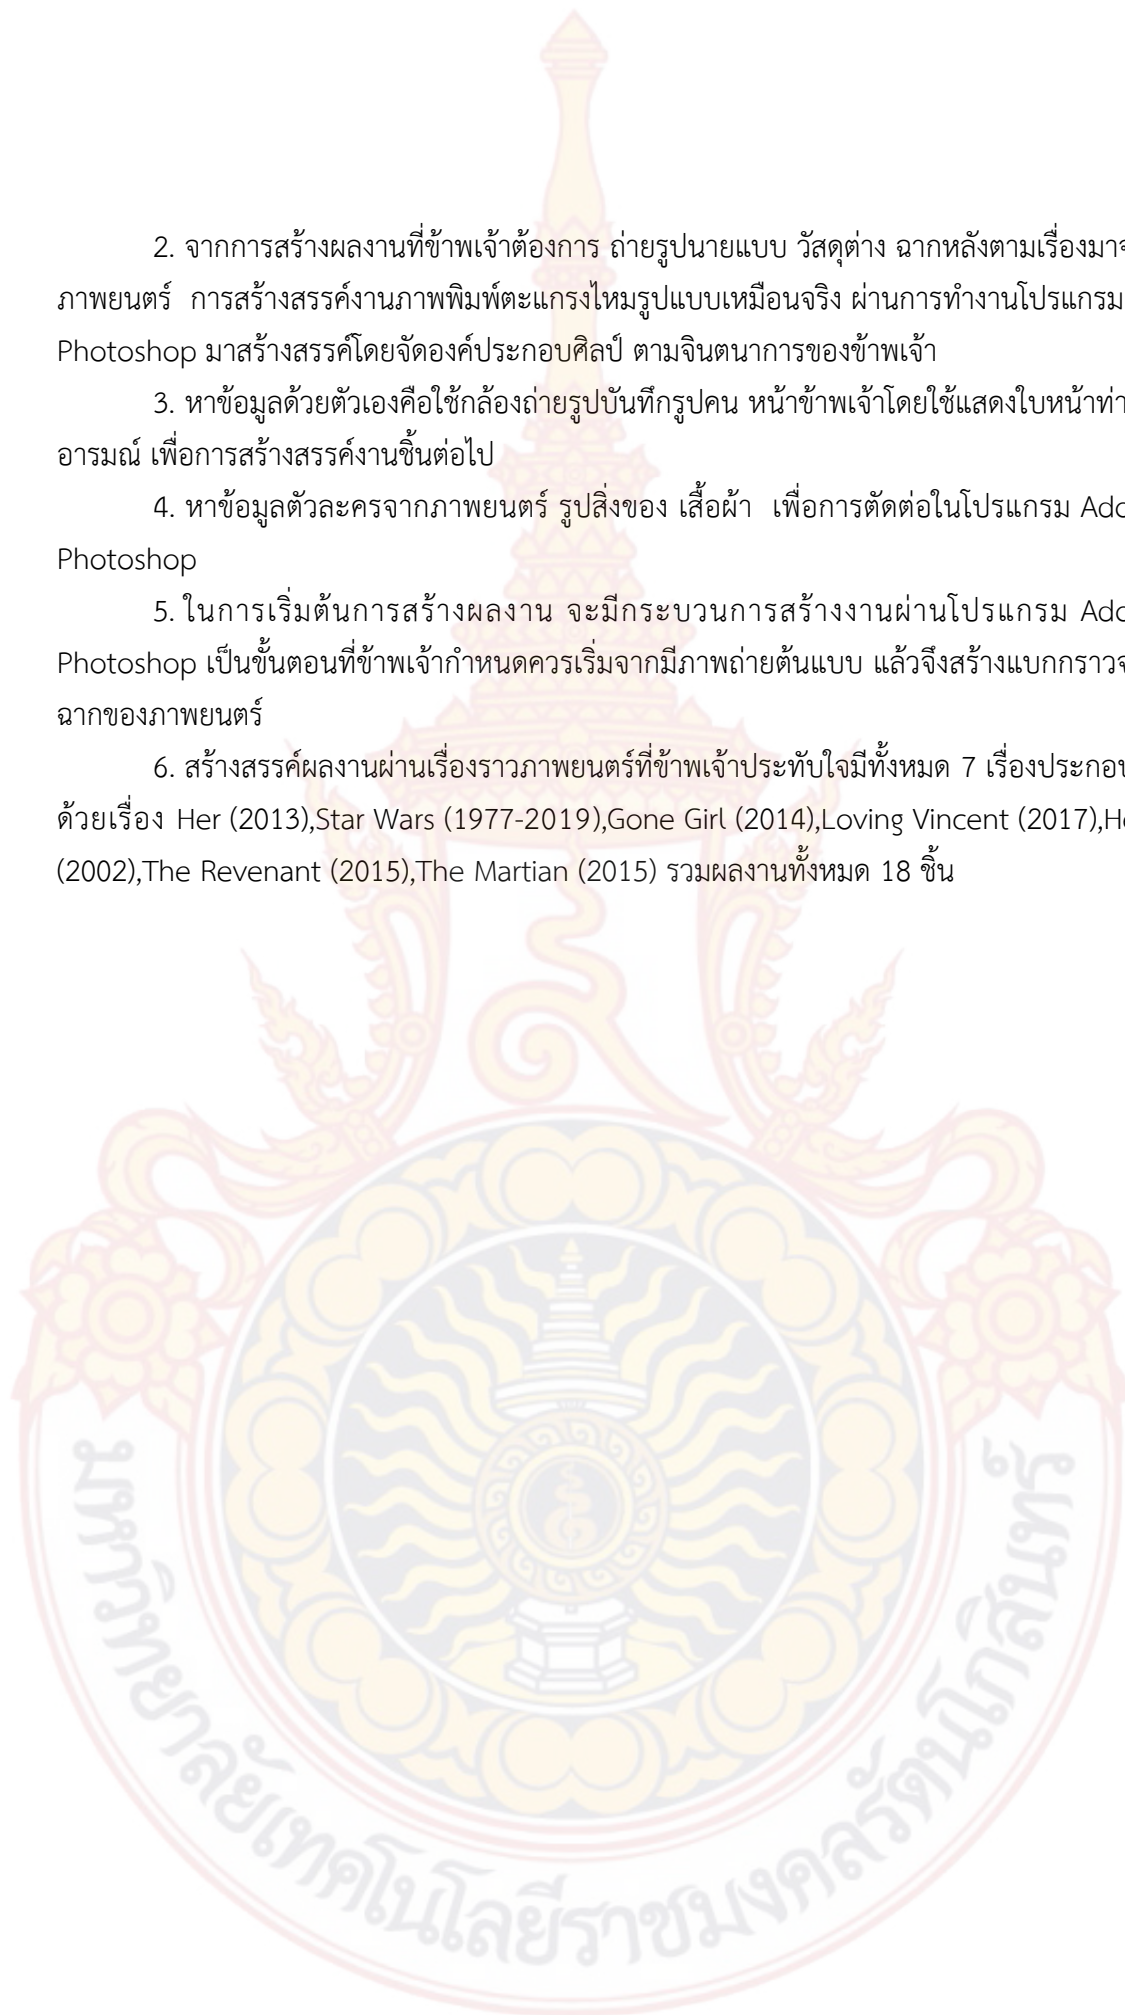 2. จากการสร้างผลงานที่ข้าพเจ้าต้องการ ถ่ายรูปนายแบบ วัสดุต่าง ฉากหลังตามเรื่อง
ภาพยนตร์ การสร้างสรรค์งานภาพพิมพ์ตะแกรงไหมรูปแบบเหมือนจริง ผ่านการทำงานโปรแกรม
Photoshop มาสร้างสรรค์โดยจัดองค์ประกอบศิลป์ ตามจินตนาการของข้าพเจ้า
3. หาข้อมูลด้วยตัวเองคือใช้กล้องถ่ายรูปบันทึกรูปคน หน้าข้าพเจ้าโดยใช้แสดงใบหน้า
อารมณ์ เพื่อการสร้างสรรค์งานชิ้นต่อไป
4. หาข้อมูลตัวละครจากภาพยนตร์ รูปสิ่งของ เสื้อผ้า เพื่อการตัดต่อในโปรแกรม
Photoshop
5. ในการเริ่มต้นการสร้างผลงาน จะมีกระบวนการสร้างงานผ่านโปรแกรม
Photoshop เป็นขั้นตอนที่ข้าพเจ้ากำหนดควรเริ่มจากมีภาพถ่ายต้นแบบ แล้วจึงสร้าง
ฉากของภาพยนตร์
6. สร้างสรรค์ผลงานผ่านเรื่องราวภาพยนตร์ที่ข้าพเจ้าประทับใจมีทั้งหมด 7 เรื่องประกอบ
ด้วยเรื่อง Her (2013),Star Wars (1977-2019),Gone Girl (2014),Loving Vincent (2017),
(2002),The Revenant (2015),The Martian (2015) รวมผลงานทั้งหมด 18 ชิ้น
มหาวิทยาลัยเทคโนโลยีราชมงคลรัตนโกสินทร์